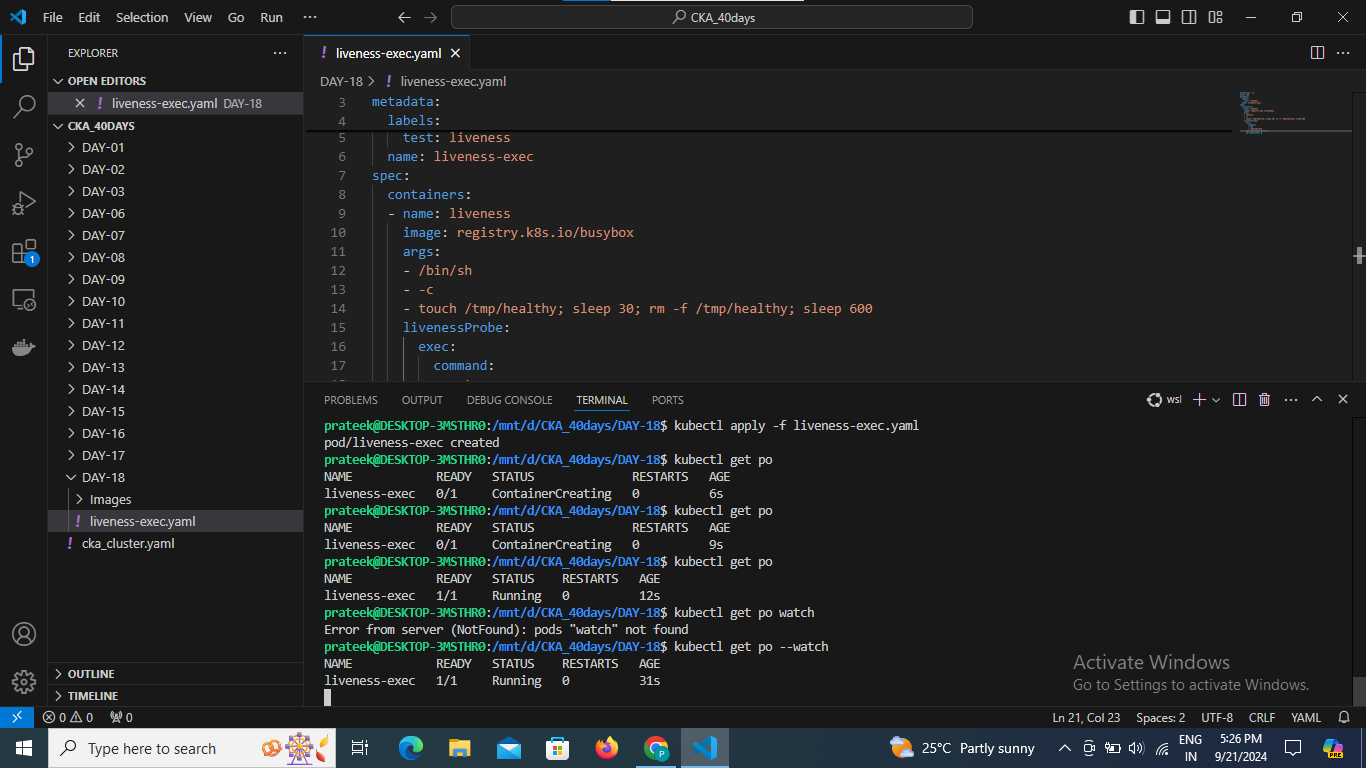 File Edit Selection View Go Run ··· CKA_40days
EXPLORER
OPEN EDITORS
liveness-exec.yaml DAY-18
CKA_40DAYS
DAY-01
DAY-02
DAY-03
DAY-06
DAY-07
DAY-08
DAY-09
DAY-10
DAY-11
DAY-12
DAY-13
DAY-14
DAY-15
DAY-16
DAY-17
DAY-18
Images
! liveness-exec.yaml
! cka_cluster.yaml
OUTLINE
TIMELINE
1
! liveness-exec.yaml
DAY-18 > ! liveness-exec.yaml
3 metadata:
4 labels:
5 test: liveness
6 name: liveness-exec
7 spec:
8 containers:
9 - name: liveness
10 image: registry.k8s.io/busybox
11 args:
12 - /bin/sh
13 - -c
14 - touch /tmp/healthy; sleep 30; rm -f /tmp/healthy; sleep 600
15 livenessProbe:
16 exec:
17 command:
PROBLEMS OUTPUT DEBUG CONSOLE TERMINAL PORTS wsl
prateek@DESKTOP-3MSTHR0:/mnt/d/CKA_40days/DAY-18$ kubectl apply -f liveness-exec.yaml
pod/liveness-exec created
prateek@DESKTOP-3MSTHR0:/mnt/d/CKA_40days/DAY-18$ kubectl get po
NAME READY STATUS RESTARTS AGE
liveness-exec 0/1 ContainerCreating 0 6s
prateek@DESKTOP-3MSTHR0:/mnt/d/CKA_40days/DAY-18$ kubectl get po
NAME READY STATUS RESTARTS AGE
liveness-exec 0/1 ContainerCreating 0 9s
prateek@DESKTOP-3MSTHR0:/mnt/d/CKA_40days/DAY-18$ kubectl get po
NAME READY STATUS RESTARTS AGE
liveness-exec 1/1 Running 0 12s
prateek@DESKTOP-3MSTHR0:/mnt/d/CKA_40days/DAY-18$ kubectl get po watch
Error from server (NotFound): pods "watch" not found
prateek@DESKTOP-3MSTHR0:/mnt/d/CKA_40days/DAY-18$ kubectl get po --watch
NAME READY STATUS RESTARTS AGE
liveness-exec 1/1 Running 0 31s
Activate Windows
Go to Settings to activate Windows.
0 0 0 Ln 21, Col 23 Spaces: 2 UTF-8 CRLF YAML
Type here to search 25°C Partly sunny ENG IN 5:26 PM 9/21/2024 PRE